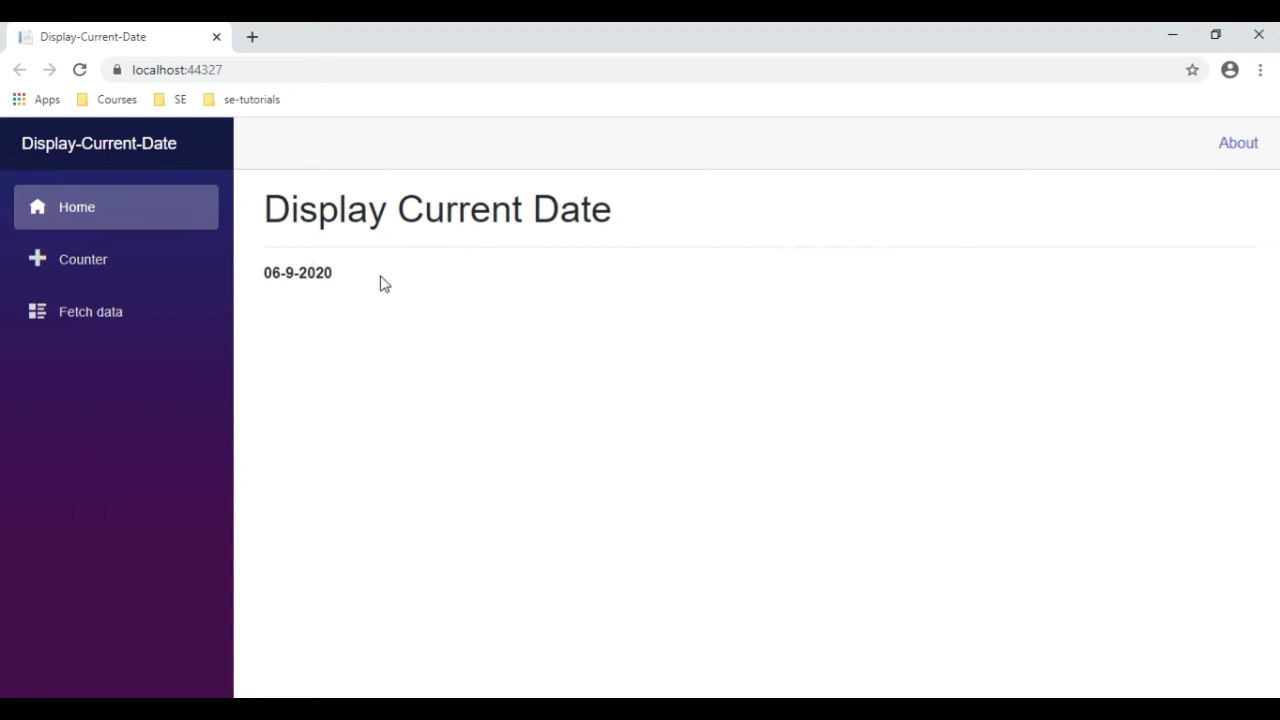 Display-Current-Date
localhost:44327
Apps Courses SE se-tutorials
Display-Current-Date
About
Home
Counter
Fetch data
Display Current Date
06-9-2020